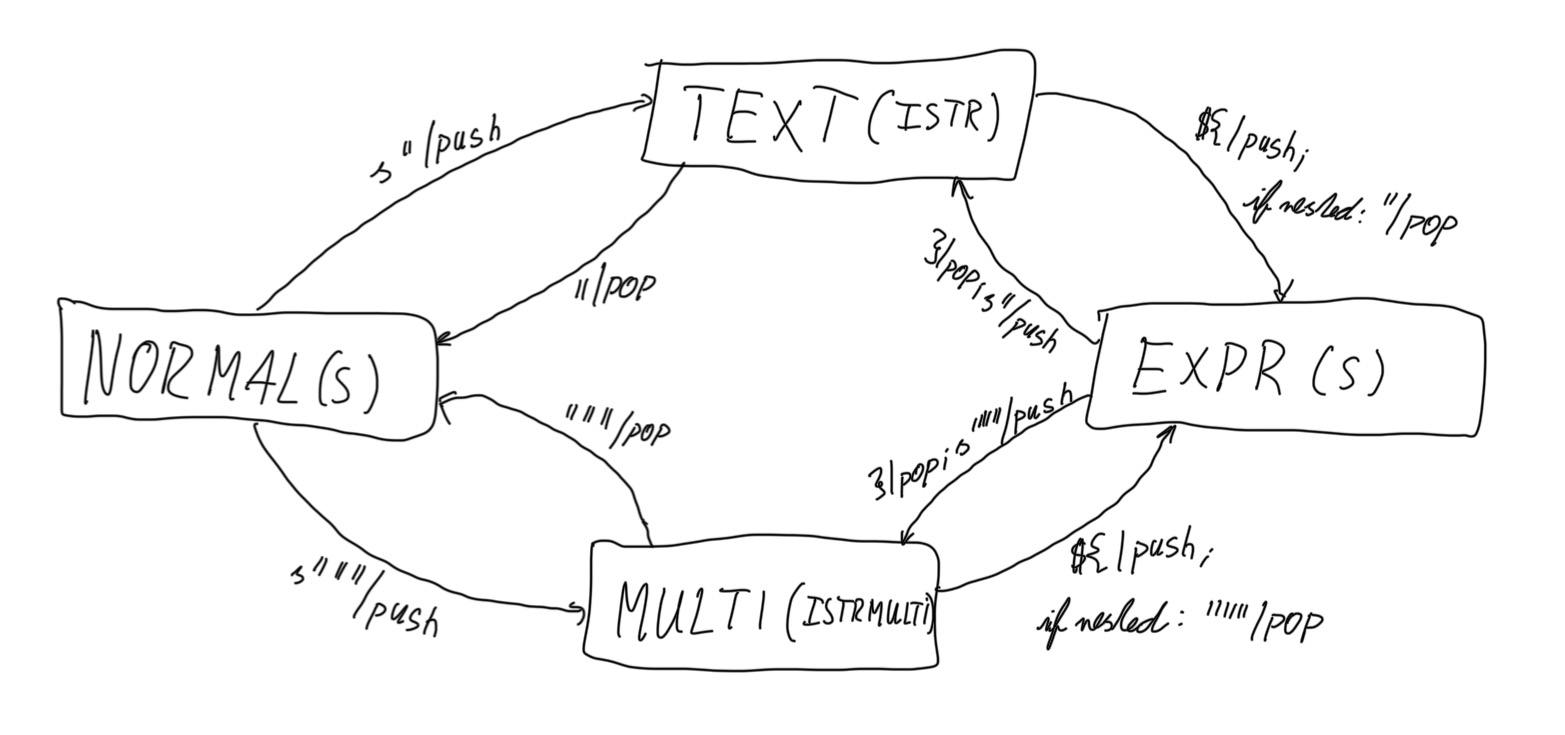 TEXT (ISTR)
s"/push
${/push;
if nested: "/pop
"/pop
}/pop; s"/push
NORMAL(S)
EXPR (S)
"""/pop
}/pop; s"""/push
s"""/push
MULTI (ISTRMULTI)
${/push;
if nested: """/pop